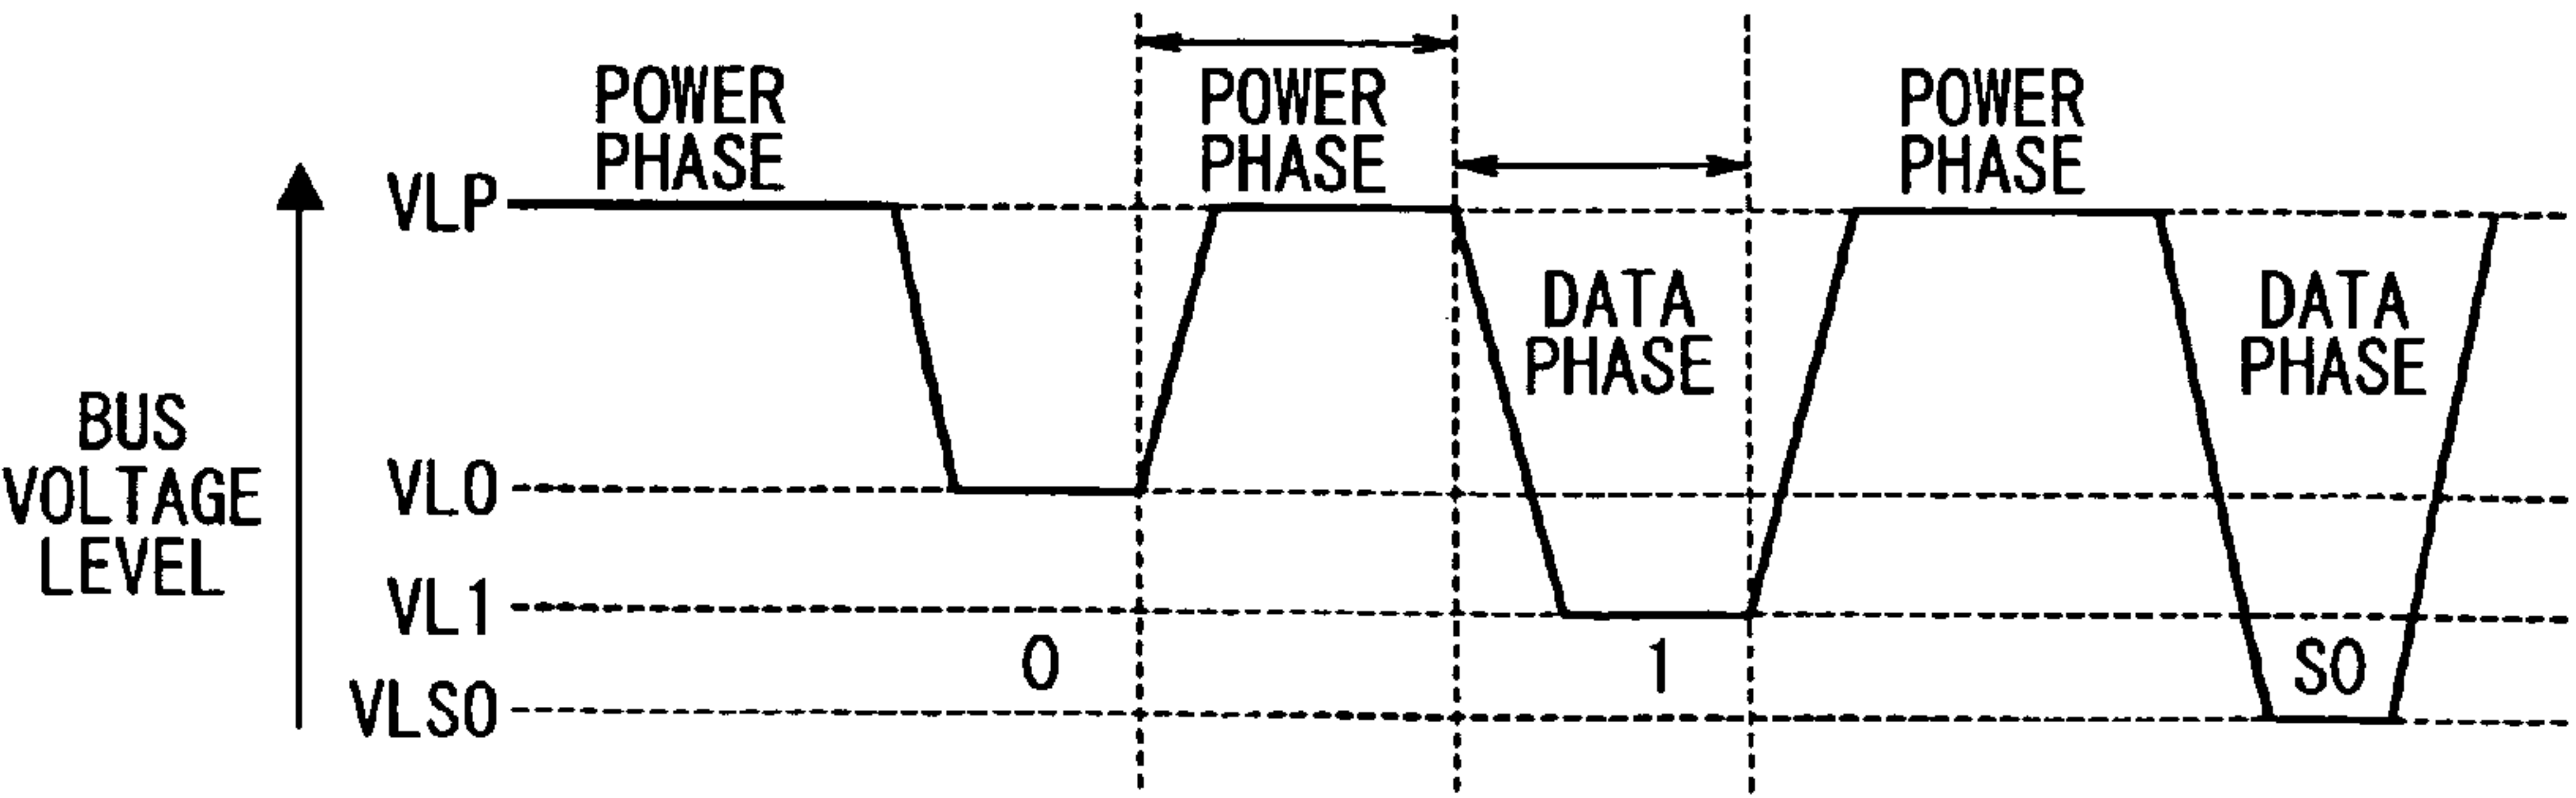 POWER
PHASE
POWER
PHASE
POWER
PHASE
VLP
DATA
PHASE
DATA
PHASE
BUS
VOLTAGE
LEVEL
VL0
VL1
0
1
S0
VLS0